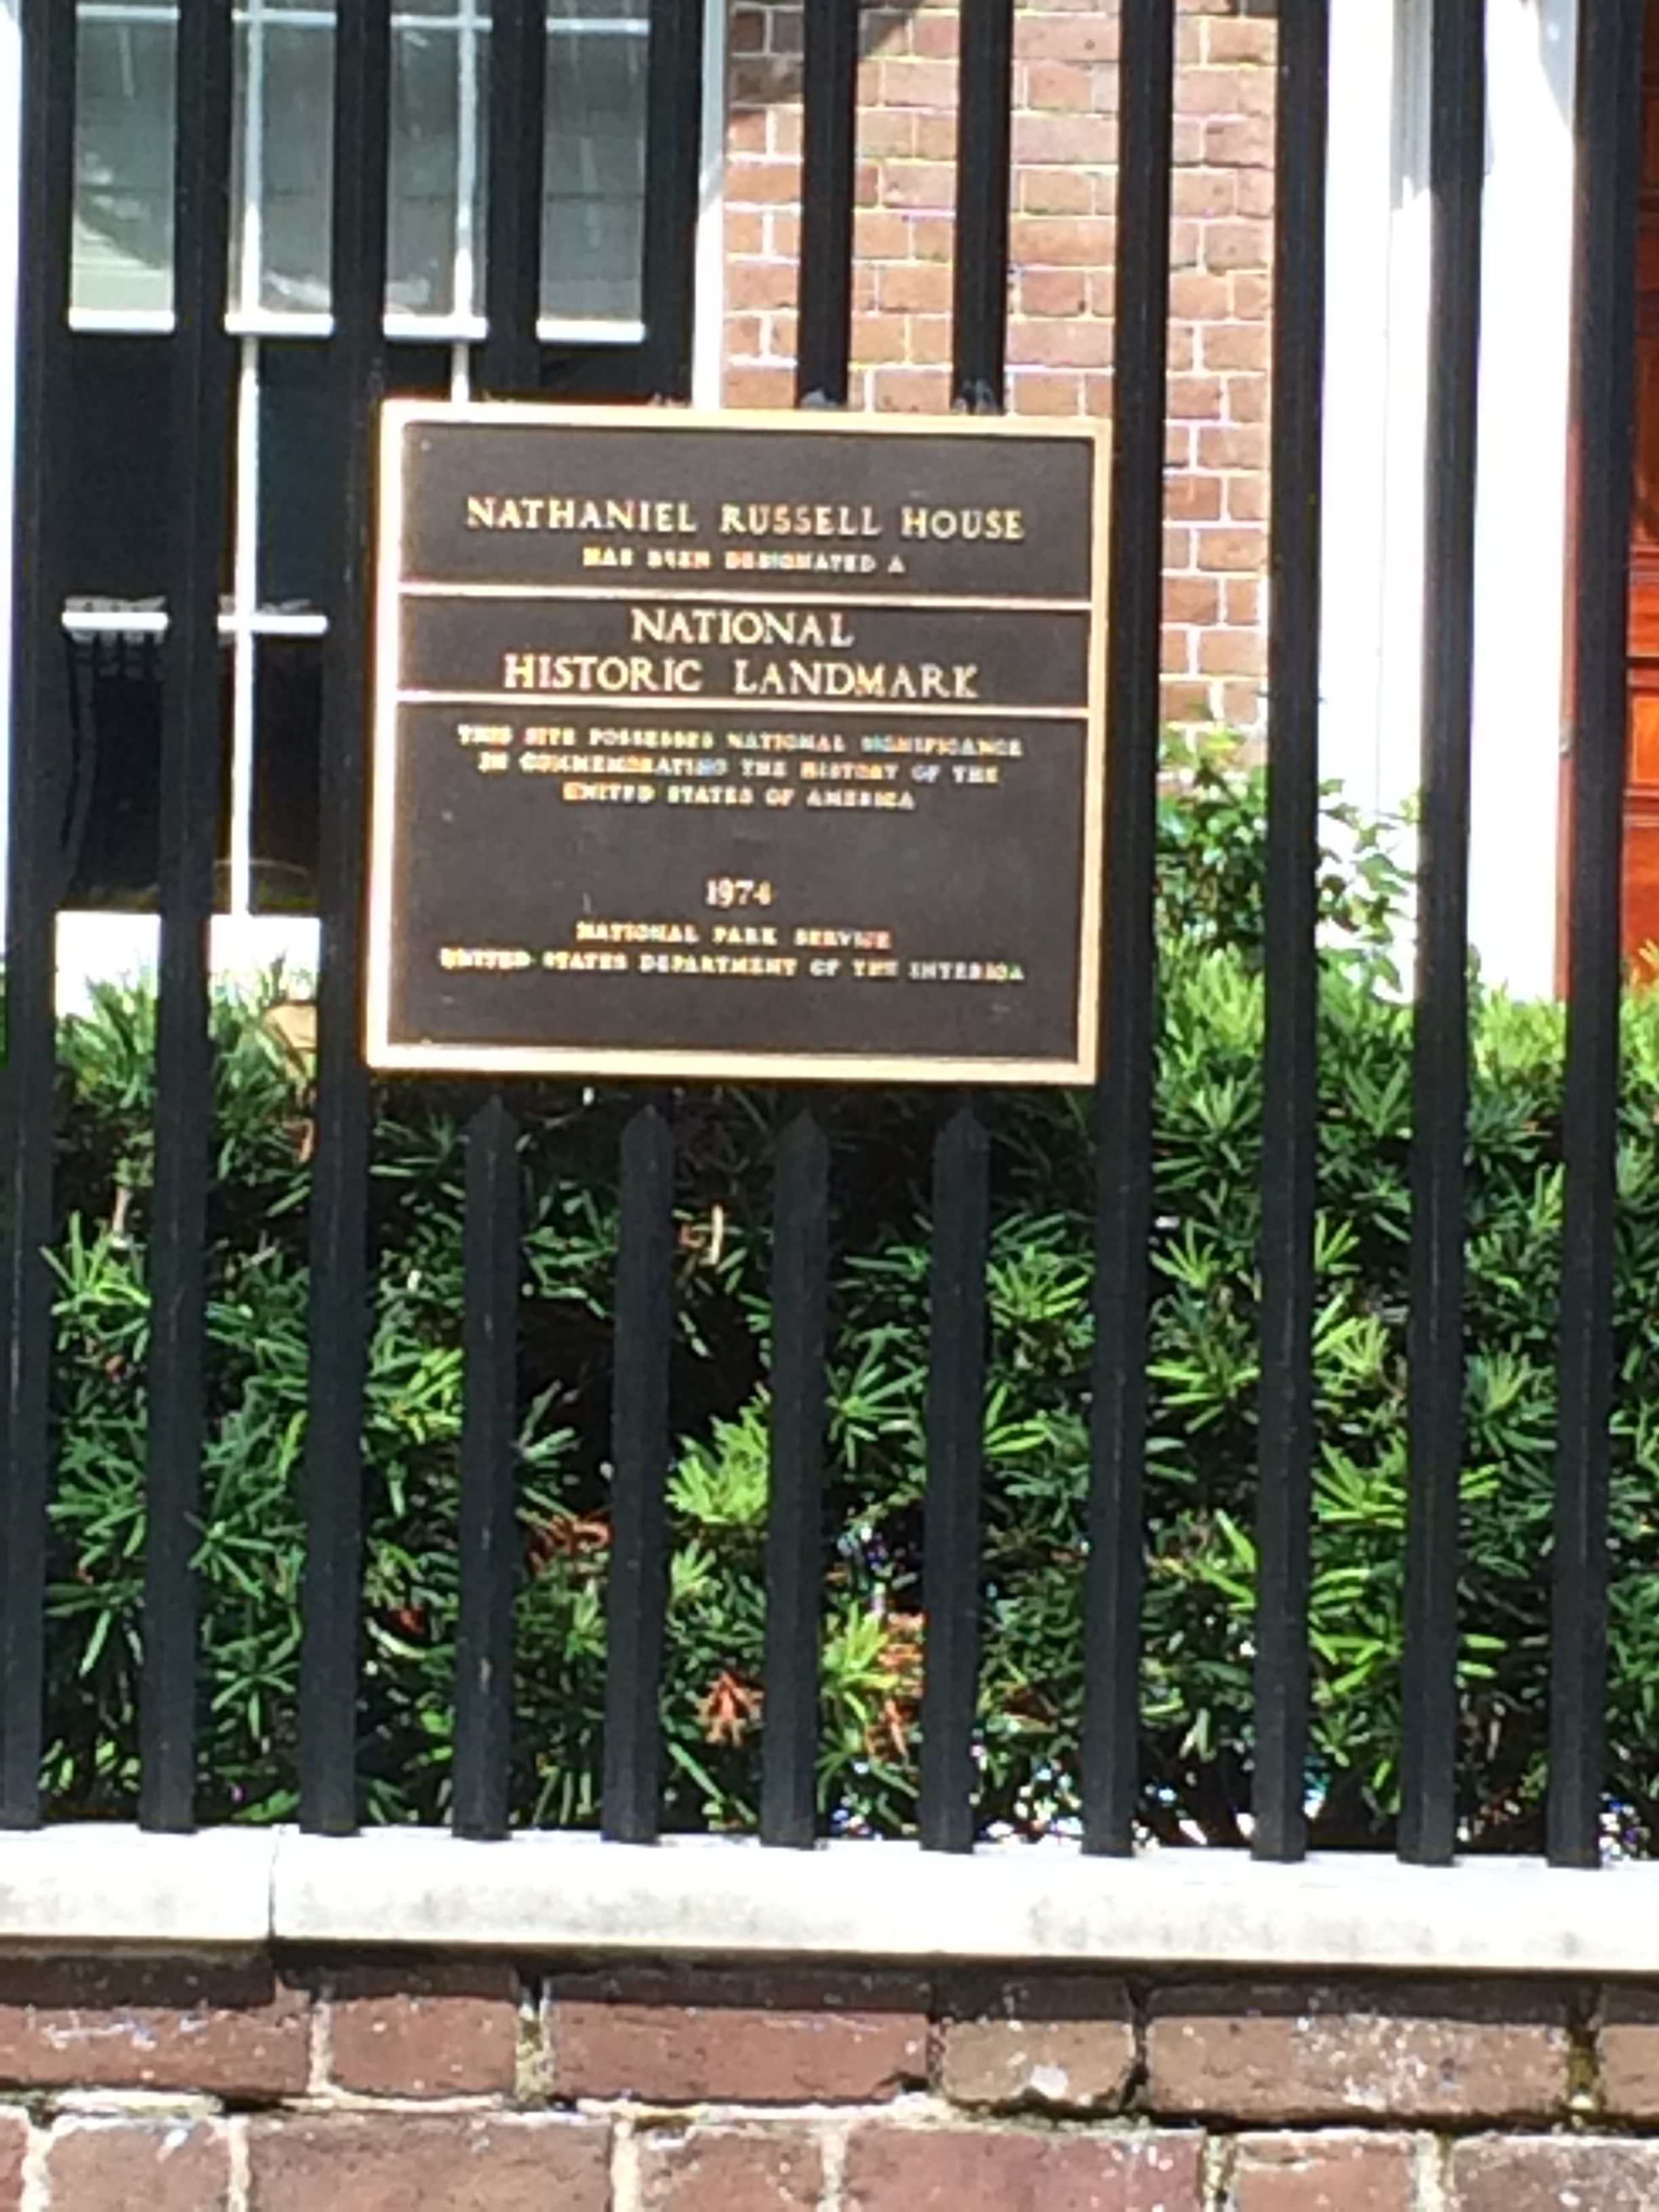 NATHANIEL RUSSELL HOUSE
HAS BEEN DESIGNATED A
NATIONAL
HISTORIC LANDMARK
THIS SITE POSSESSES NATIONAL SIGNIFICANCE
IN COMMEMORATING THE HISTORY OF THE
UNITED STATES OF AMERICA
1974
NATIONAL PARK SERVICE
UNITED STATES DEPARTMENT OF THE INTERIOR